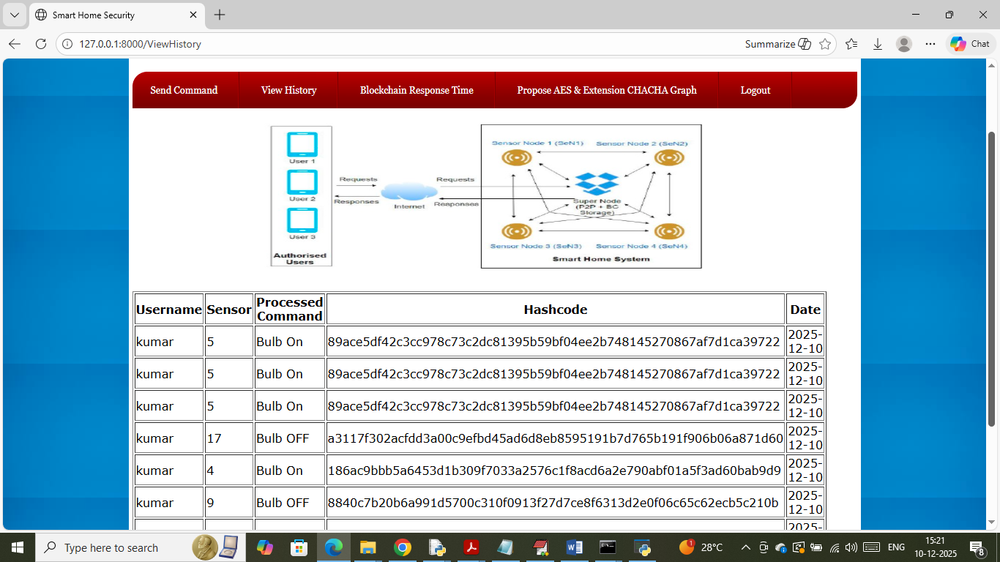 Smart Home Security
127.0.0.1:8000/ViewHistory
Summarize
Chat
Send Command
View History
Blockchain Response Time
Propose AES & Extension CHACHA Graph
Logout
User 1
User 2
User 3
Authorised
Users
Requests
Responses
Internet
Requests
Responses
Sensor Node 1 (SeN1)
Sensor Node 2 (SeN2)
Super Node
(P2P + BC
Storage)
Sensor Node 3 (SeN3)
Sensor Node 4 (SeN4)
Smart Home System
Username Sensor Processed Command Hashcode Date
kumar 5 Bulb On 89ace5df42c3cc978c73c2dc81395b59bf04ee2b748145270867af7d1ca39722 2025-12-10
kumar 5 Bulb On 89ace5df42c3cc978c73c2dc81395b59bf04ee2b748145270867af7d1ca39722 2025-12-10
kumar 5 Bulb On 89ace5df42c3cc978c73c2dc81395b59bf04ee2b748145270867af7d1ca39722 2025-12-10
kumar 17 Bulb OFF a3117f302acfdd3a00c9efbd45ad6d8eb8595191b7d765b191f906b06a871d60 2025-12-10
kumar 4 Bulb On 186ac9bbb5a6453d1b309f7033a2576c1f8acd6a2e790abf01a5f3ad60bab9d9 2025-12-10
kumar 9 Bulb OFF 8840c7b20b6a991d5700c310f0913f27d7ce8f6313d2e0f06c65c62ecb5c210b 2025-12-10
2025-
Type here to search
1
28°C
ENG
15:21
10-12-2025
8